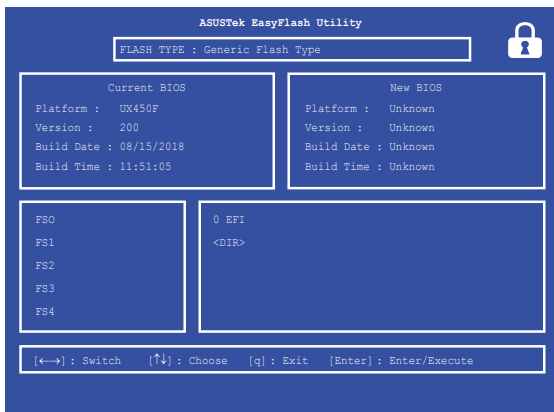 ASUSTek EasyFlash Utility
FLASH TYPE : Generic Flash Type
Current BIOS
Platform : UX450F
Version : 200
Build Date : 08/15/2018
Build Time : 11:51:05
New BIOS
Platform : Unknown
Version : Unknown
Build Date : Unknown
Build Time : Unknown
FSO
FS1
FS2
FS3
FS4
0 EFI
<DIR>
[←→] : Switch [↑↓] : Choose [q] : Exit [Enter] : Enter/Execute